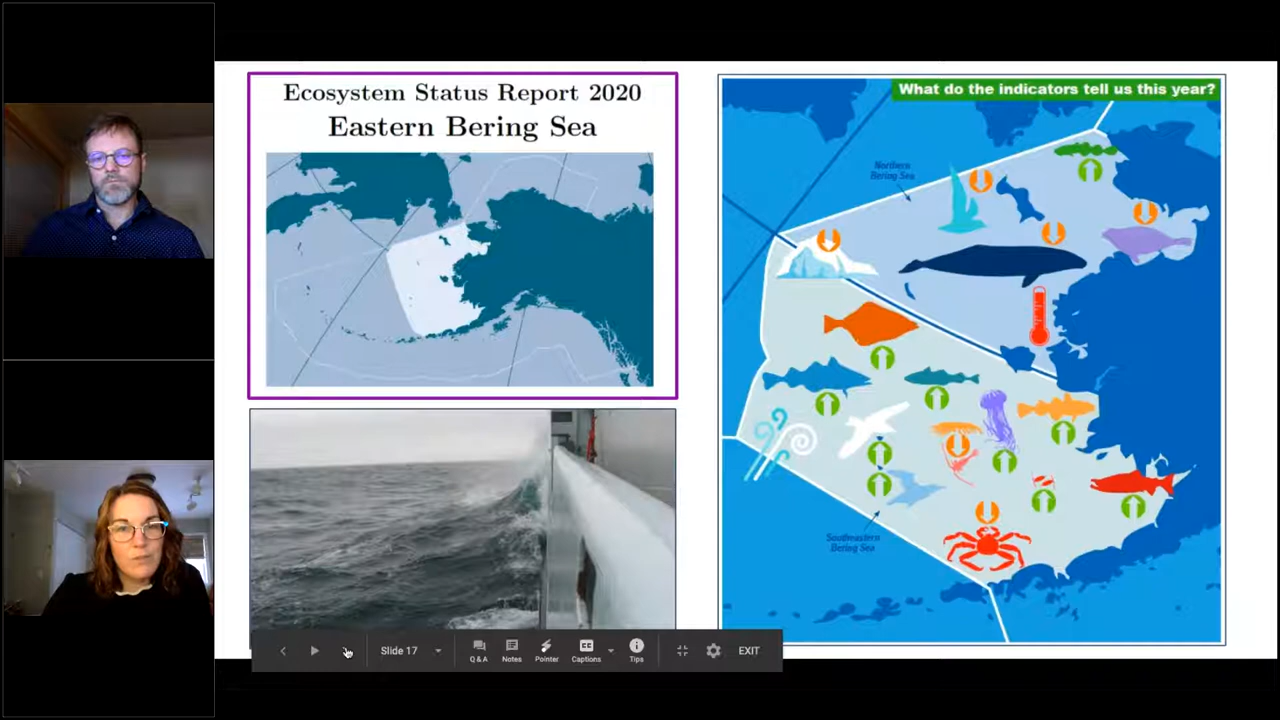 Ecosystem Status Report 2020
Eastern Bering Sea
What do the indicators tell us this year?
Northern
Bering Sea
Southeastern
Bering Sea
Slide 17
Q & A
Notes
Pointer
Captions
Tips
EXIT